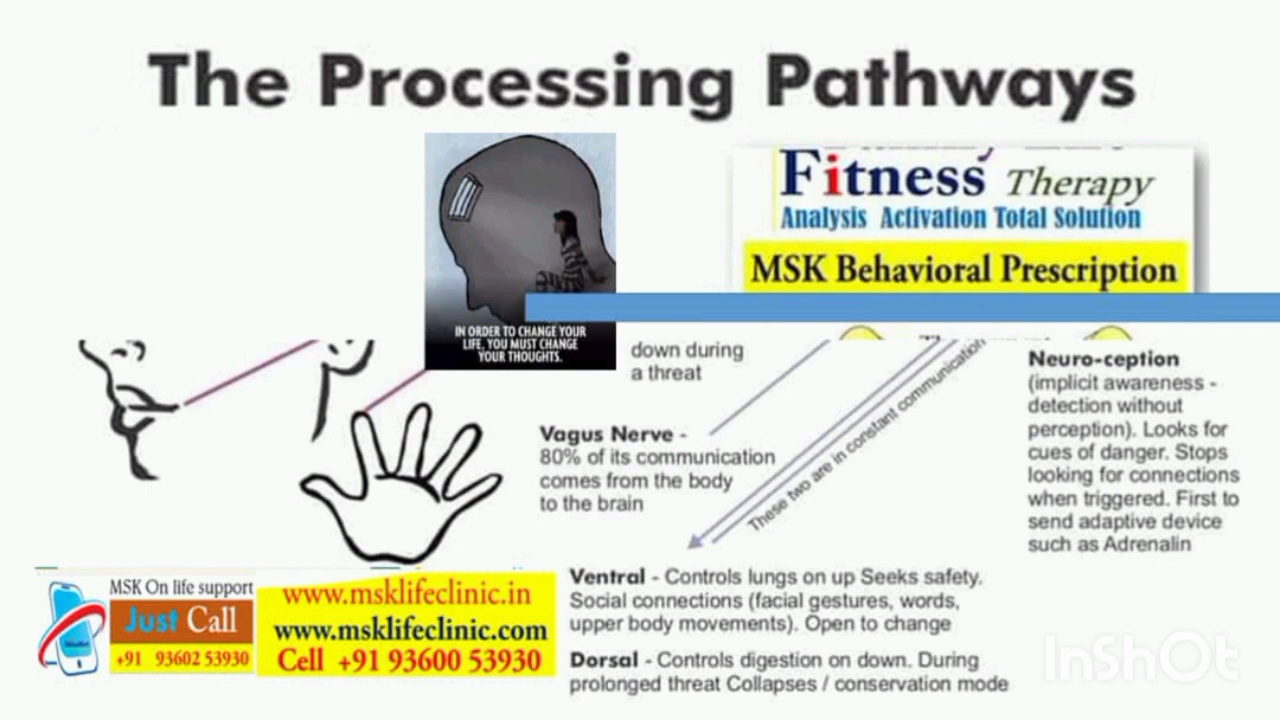 The Processing Pathways
Fitness Therapy
Analysis Activation Total Solution
MSK Behavioral Prescription
IN ORDER TO CHANGE YOUR
LIFE, YOU MUST CHANGE
YOUR THOUGHTS.
down during
a threat
Vagus Nerve -
80% of its communication
comes from the body
to the brain
These two are in constant communication
Neuro-ception
(implicit awareness -
detection without
perception). Looks for
cues of danger. Stops
looking for connections
when triggered. First to
send adaptive device
such as Adrenalin
MSK On life support
Just Call
+91 93602 53930
www.msklifeclinic.in
www.msklifeclinic.com
Cell +91 93600 53930
Ventral - Controls lungs on up Seeks safety.
Social connections (facial gestures, words,
upper body movements). Open to change
Dorsal - Controls digestion on down. During
prolonged threat Collapses / conservation mode
InShOt